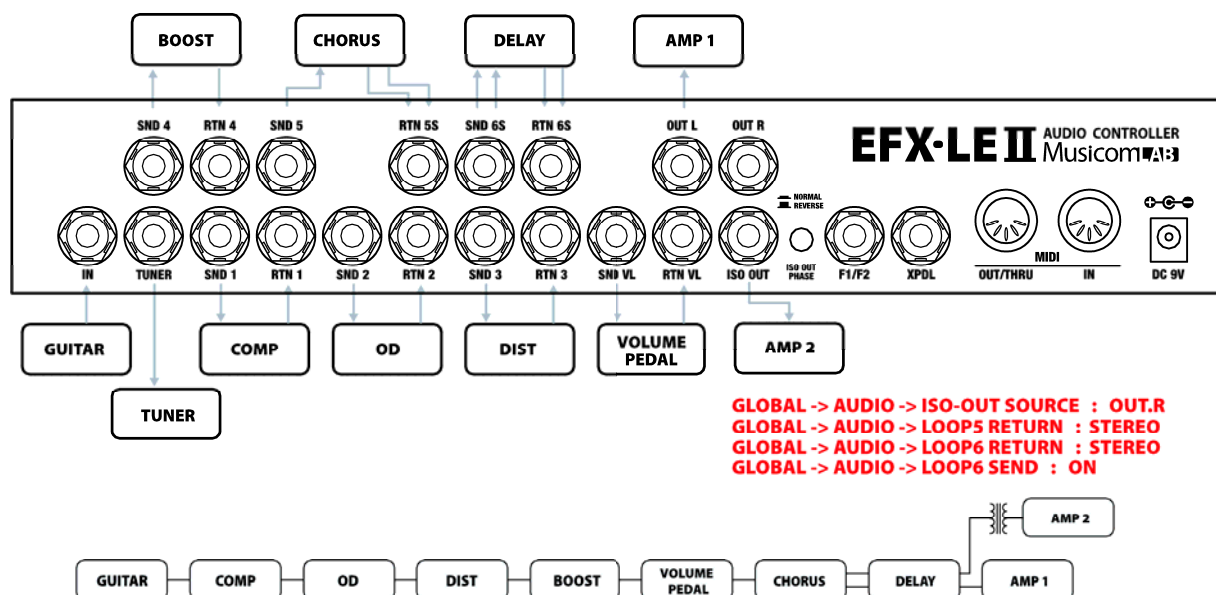 BOOST
CHORUS
DELAY
AMP 1
SND 4
RTN 4
SND 5
RTN 5S
SND 6S
RTN 6S
OUT L
OUT R
EFX·LE II AUDIO CONTROLLER
MusicomLAB
NORMAL
REVERSE
IN
TUNER
SND 1
RTN 1
SND 2
RTN 2
SND 3
RTN 3
SND VL
RTN VL
ISO OUT
ISO OUT
PHASE
F1/F2
XPDL
MIDI
OUT/THRU
IN
DC 9V
GUITAR
COMP
OD
DIST
VOLUME
PEDAL
AMP 2
TUNER
GLOBAL -> AUDIO -> ISO-OUT SOURCE : OUT.R
GLOBAL -> AUDIO -> LOOP5 RETURN : STEREO
GLOBAL -> AUDIO -> LOOP6 RETURN : STEREO
GLOBAL -> AUDIO -> LOOP6 SEND : ON
AMP 2
GUITAR
COMP
OD
DIST
BOOST
VOLUME
PEDAL
CHORUS
DELAY
AMP 1